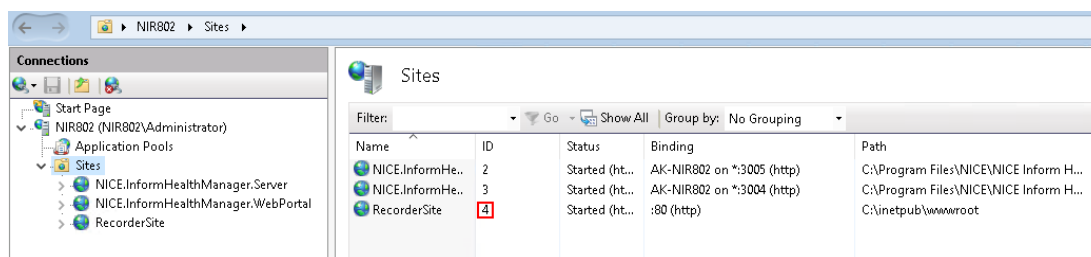 NIR802 ▸ Sites ▸
Connections
Start Page
NIR802 (NIR802\Administrator)
Application Pools
Sites
NICE.InformHealthManager.Server
NICE.InformHealthManager.WebPortal
RecorderSite
Sites
Filter: Go Show All Group by: No Grouping
Name ID Status Binding Path
NICE.InformHe... 2 Started (ht... AK-NIR802 on *:3005 (http) C:\Program Files\NICE\NICE Inform H...
NICE.InformHe... 3 Started (ht... AK-NIR802 on *:3004 (http) C:\Program Files\NICE\NICE Inform H...
RecorderSite 4 Started (ht... :80 (http) C:\inetpub\wwwroot